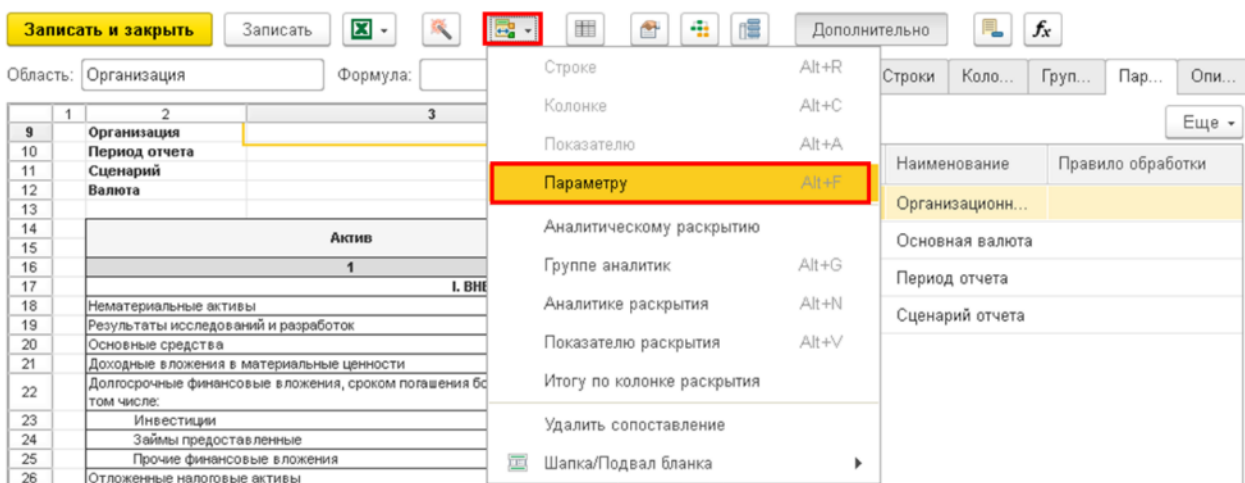 Записать и закрыть Записать Дополнительно fx
Область: Организация Формула:
Строки Коло... Груп... Пар... Опи...
Еще
Наименование Правило обработки
Организационн...
Основная валюта
Период отчета
Сценарий отчета
Строке Alt+R
Колонке Alt+C
Показателю Alt+A
Параметру Alt+F
Аналитическому раскрытию
Группе аналитик Alt+G
Аналитике раскрытия Alt+N
Показателю раскрытия Alt+V
Итогу по колонке раскрытия
Удалить сопоставление
Шапка/Подвал бланка
1 2 3
9 Организация
10 Период отчета
11 Сценарий
12 Валюта
13
14 Актив
15
16 1
17 I. ВНЕ
18 Нематериальные активы
19 Результаты исследований и разработок
20 Основные средства
21 Доходные вложения в материальные ценности
22 Долгосрочные финансовые вложения, сроком погашения бо
том числе:
23 Инвестиции
24 Займы предоставленные
25 Прочие финансовые вложения
26 Отложенные налоговые активы